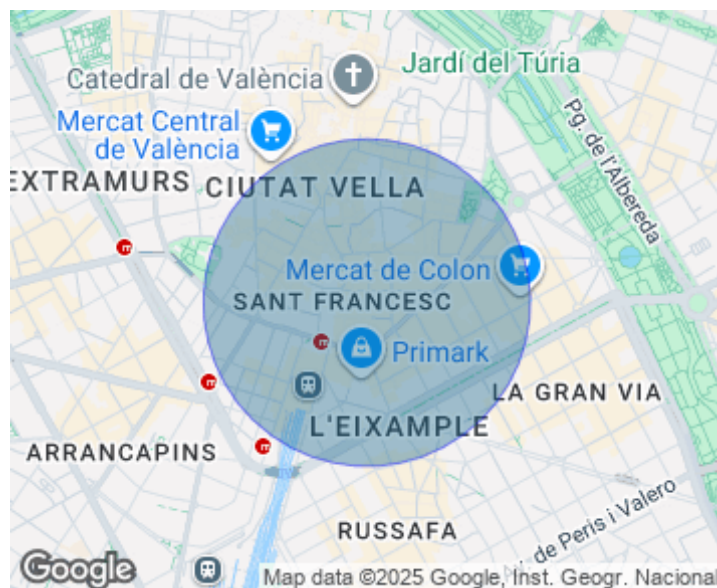 Catedral de València
Jardí del Túria
Mercat Central
de València
Pg. de l'Albereda
EXTRAMURS
CIUTAT VELLA
Mercat de Colon
SANT FRANCESC
Primark
LA GRAN VIA
L'EIXAMPLE
ARRANCAPINS
RUSSAFA
. de Peris i Valero
Google
Map data ©2025 Google, Inst. Geogr. Nacional